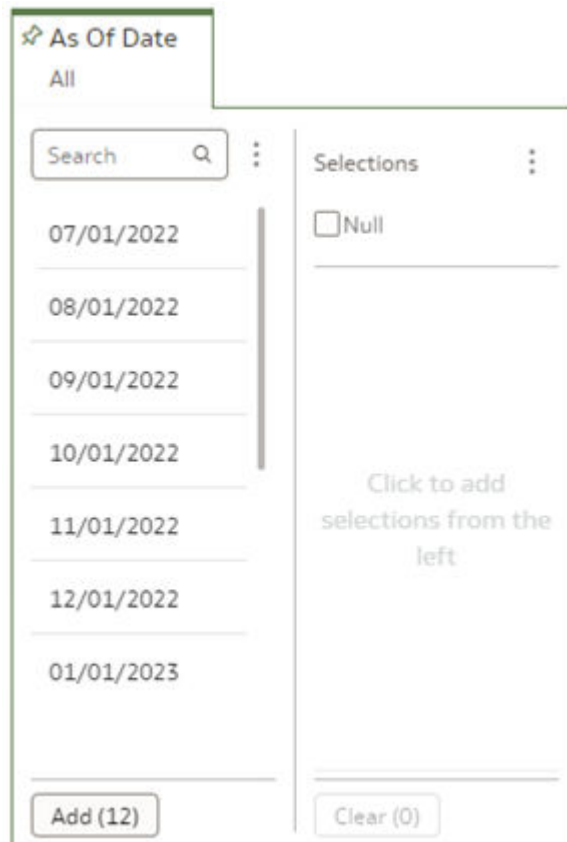 As Of Date
All
Search
07/01/2022
08/01/2022
09/01/2022
10/01/2022
11/01/2022
12/01/2022
01/01/2023
Add (12)
Selections
Null
Click to add
selections from the
left
Clear (0)